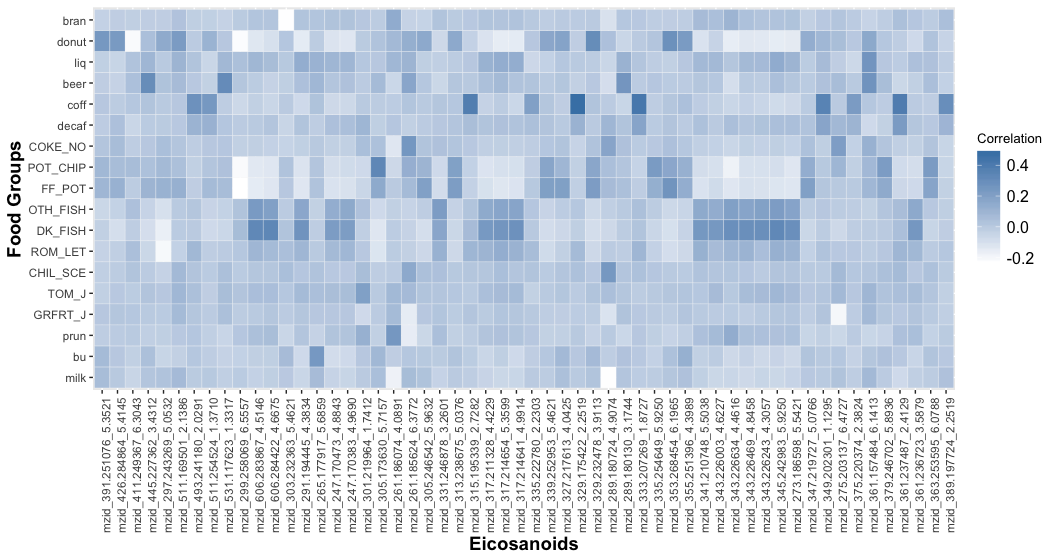 bran
donut
liq
beer
coff
decaf
COKE_NO
POT_CHIP
FF_POT
OTH_FISH
DK_FISH
ROM_LET
CHIL_SCE
TOM_J
GRFRT_J
prun
bu
milk
Food Groups
mzid_391.251076_5.3521
mzid_426.284864_5.4145
mzid_411.249367_6.3043
mzid_445.227362_3.4312
mzid_297.243269_5.0532
mzid_511.169501_2.1386
mzid_493.241180_2.0291
mzid_511.254524_1.3710
mzid_531.117623_1.3317
mzid_299.258069_6.5557
mzid_606.283867_4.5146
mzid_606.284422_4.6675
mzid_303.232363_5.4621
mzid_291.194445_4.3834
mzid_265.177917_5.6859
mzid_247.170473_4.8843
mzid_247.170383_4.9690
mzid_301.219964_1.7412
mzid_305.173630_5.7157
mzid_261.186074_4.0891
mzid_261.185624_6.3772
mzid_305.246542_5.9632
mzid_331.246878_3.2601
mzid_313.238675_5.0376
mzid_315.195339_2.7782
mzid_317.211328_4.4229
mzid_317.214654_5.3599
mzid_317.214641_4.9914
mzid_335.222780_2.2303
mzid_339.252953_5.4621
mzid_327.217613_4.0425
mzid_329.175422_2.2519
mzid_329.232478_3.9113
mzid_289.180724_4.9074
mzid_289.180130_3.1744
mzid_333.207269_1.8727
mzid_335.254649_5.9250
mzid_353.268454_6.1965
mzid_355.251396_4.3989
mzid_341.210748_5.5038
mzid_343.226003_4.6227
mzid_343.226634_4.4616
mzid_343.226469_4.8458
mzid_343.226243_4.3057
mzid_345.242983_5.9250
mzid_273.186598_5.5421
mzid_347.219727_5.0766
mzid_349.202301_1.1295
mzid_275.203137_6.4727
mzid_375.220374_2.3824
mzid_361.157484_6.1413
mzid_379.246702_5.8936
mzid_361.237487_2.4129
mzid_361.236723_3.5879
mzid_363.253595_6.0788
mzid_389.197724_2.2519
Eicosanoids
Correlation
0.4
0.2
0.0
-0.2